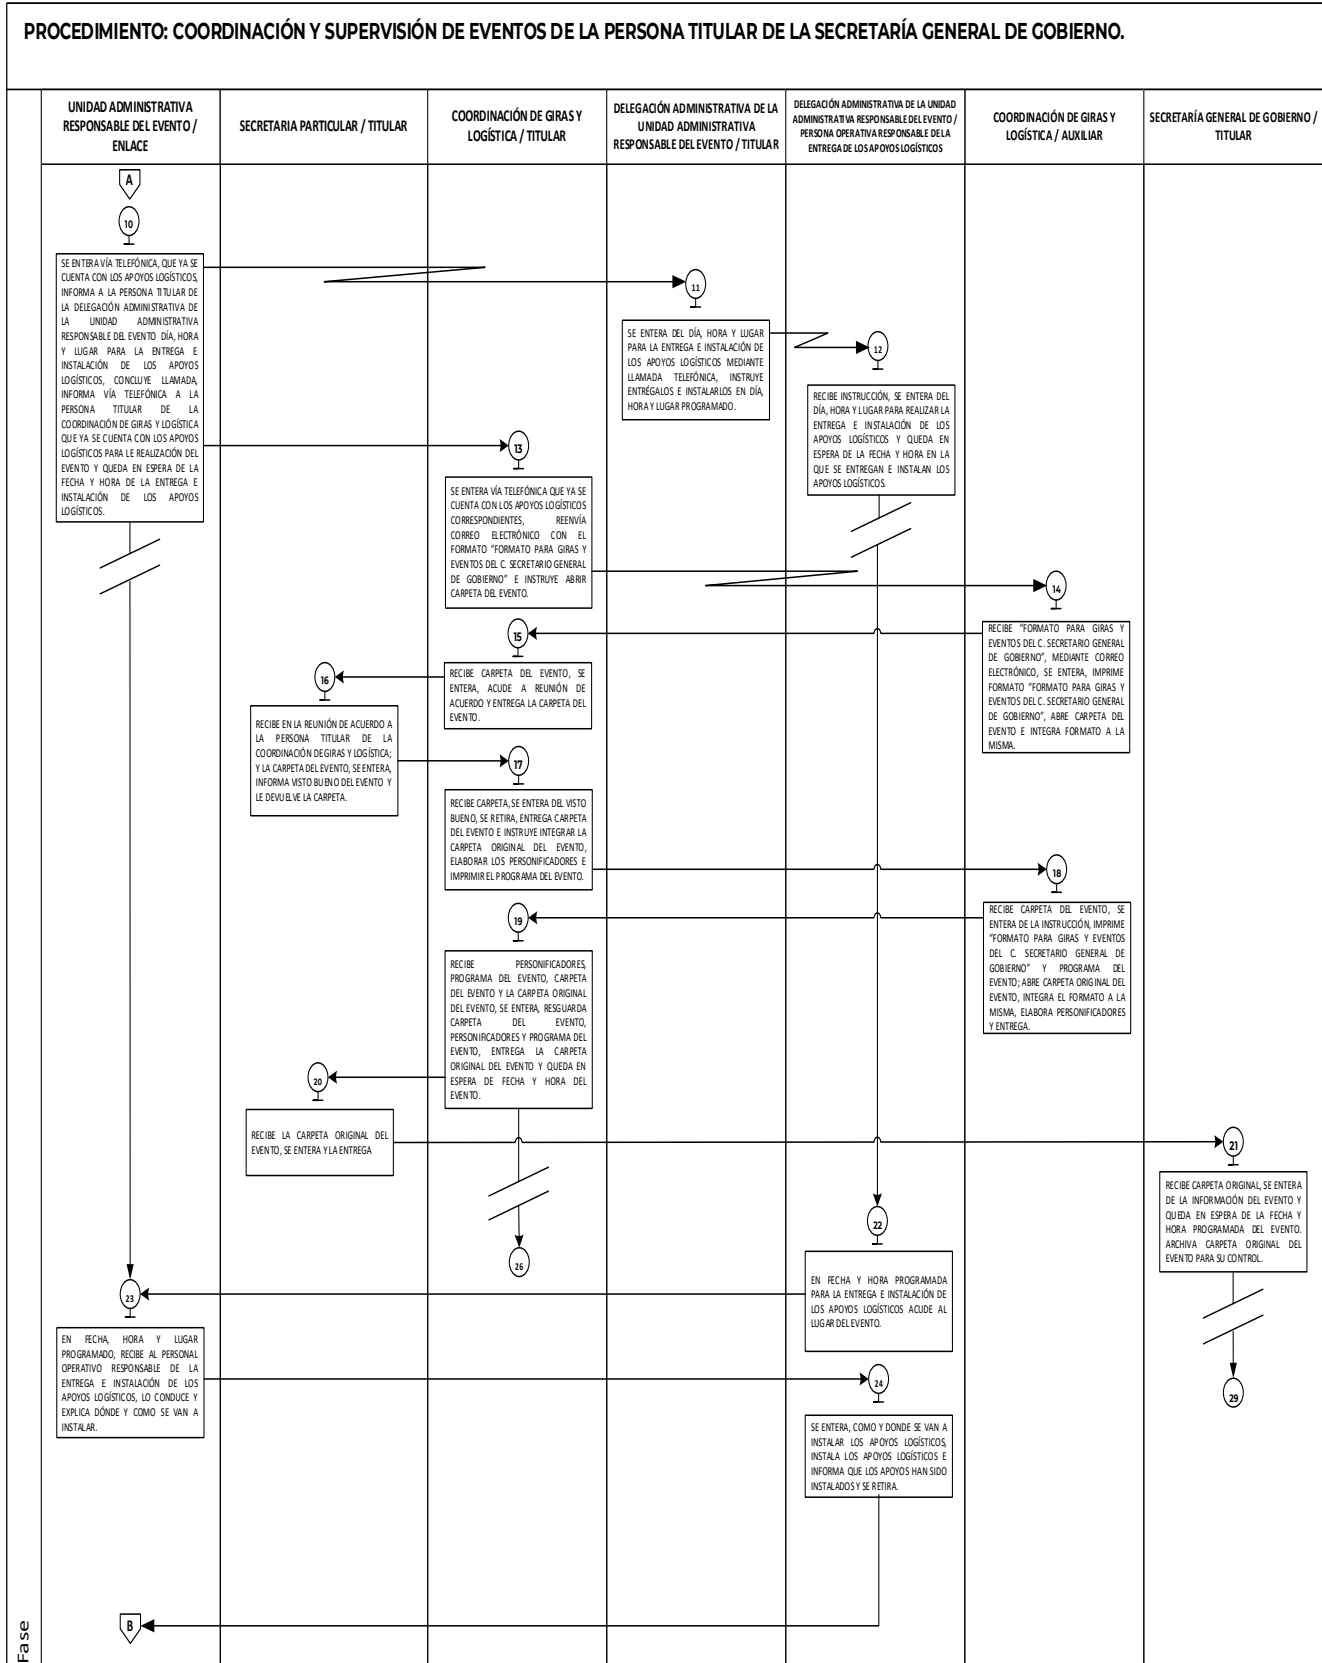 PROCEDIMIENTO: COORDINACIÓN Y SUPERVISIÓN DE EVENTOS DE LA PERSONA TITULAR DE LA SECRETARÍA GENERAL DE GOBIERNO.
UNIDAD ADMINISTRATIVA
RESPONSABLE DEL EVENTO /
ENLACE
SECRETARIA PARTICULAR / TITULAR
COORDINACIÓN DE GIRAS Y
LOGÍSTICA / TITULAR
DELEGACIÓN ADMINISTRATIVA DE LA
UNIDAD ADMINISTRATIVA
RESPONSABLE DEL EVENTO / TITULAR
DELEGACIÓN ADMINISTRATIVA DE LA UNIDAD
ADMINISTRATIVA RESPONSABLE DEL EVENTO /
PERSONA OPERATIVA RESPONSABLE DE LA
ENTREGA DE LOS APOYOS LOGÍSTICOS
COORDINACIÓN DE GIRAS Y
LOGÍSTICA / AUXILIAR
SECRETARÍA GENERAL DE GOBIERNO /
TITULAR
A
10
SE ENTERA VÍA TELEFÓNICA, QUE YA SE
CUENTA CON LOS APOYOS LOGÍSTICOS,
INFORMA A LA PERSONA TITULAR DE
LA DELEGACIÓN ADMINISTRATIVA DE
LA UNIDAD ADMINISTRATIVA
RESPONSABLE DEL EVENTO DÍA, HORA
Y LUGAR PARA LA ENTREGA E
INSTALACIÓN DE LOS APOYOS
LOGÍSTICOS, CONCLUYE LLAMADA,
INFORMA VÍA TELEFÓNICA A LA
PERSONA TITULAR DE LA
COORDINACIÓN DE GIRAS Y LOGÍSTICA
QUE YA SE CUENTA CON LOS APOYOS
LOGÍSTICOS PARA LE REALIZACIÓN DEL
EVENTO Y QUEDA EN ESPERA DE LA
FECHA Y HORA DE LA ENTREGA E
INSTALACIÓN DE LOS APOYOS
LOGÍSTICOS.
11
SE ENTERA DEL DÍA, HORA Y LUGAR
PARA LA ENTREGA E INSTALACIÓN DE
LOS APOYOS LOGÍSTICOS MEDIANTE
LLAMADA TELEFÓNICA, INSTRUYE
ENTRÉGALOS E INSTALARLOS EN DÍA,
HORA Y LUGAR PROGRAMADO.
12
RECIBE INSTRUCCIÓN, SE ENTERA DEL
DÍA, HORA Y LUGAR PARA REALIZAR LA
ENTREGA E INSTALACIÓN DE LOS
APOYOS LOGÍSTICOS Y QUEDA EN
ESPERA DE LA FECHA Y HORA EN LA
QUE SE ENTREGAN E INSTALAN LOS
APOYOS LOGÍSTICOS.
13
SE ENTERA VÍA TELEFÓNICA QUE YA SE
CUENTA CON LOS APOYOS LOGÍSTICOS
CORRESPONDIENTES, REENVÍA
CORREO ELECTRÓNICO CON EL
FORMATO "FORMATO PARA GIRAS Y
EVENTOS DEL C. SECRETARIO GENERAL
DE GOBIERNO" E INSTRUYE ABRIR
CARPETA DEL EVENTO.
14
RECIBE "FORMATO PARA GIRAS Y
EVENTOS DEL C. SECRETARIO GENERAL
DE GOBIERNO", MEDIANTE CORREO
ELECTRÓNICO, SE ENTERA, IMPRIME
FORMATO "FORMATO PARA GIRAS Y
EVENTOS DEL C. SECRETARIO GENERAL
DE GOBIERNO", ABRE CARPETA DEL
EVENTO E INTEGRA FORMATO A LA
MISMA.
15
RECIBE CARPETA DEL EVENTO, SE
ENTERA, ACUDE A REUNIÓN DE
ACUERDO Y ENTREGA LA CARPETA DEL
EVENTO.
16
RECIBE EN LA REUNIÓN DE ACUERDO A
LA PERSONA TITULAR DE LA
COORDINACIÓN DE GIRAS Y LOGÍSTICA;
Y LA CARPETA DEL EVENTO, SE ENTERA,
INFORMA VISTO BUENO DEL EVENTO Y
LE DEVUELVE LA CARPETA.
17
RECIBE CARPETA, SE ENTERA DEL VISTO
BUENO, SE RETIRA, ENTREGA CARPETA
DEL EVENTO E INSTRUYE INTEGRAR LA
CARPETA ORIGINAL DEL EVENTO,
ELABORAR LOS PERSONIFICADORES E
IMPRIMIR EL PROGRAMA DEL EVENTO.
18
RECIBE CARPETA DEL EVENTO, SE
ENTERA DE LA INSTRUCCIÓN, IMPRIME
"FORMATO PARA GIRAS Y EVENTOS
DEL C. SECRETARIO GENERAL DE
GOBIERNO" Y PROGRAMA DEL
EVENTO; ABRE CARPETA ORIGINAL DEL
EVENTO, INTEGRA EL FORMATO A LA
MISMA, ELABORA PERSONIFICADORES
Y ENTREGA.
19
RECIBE PERSONIFICADORES,
PROGRAMA DEL EVENTO, CARPETA
DEL EVENTO Y LA CARPETA ORIGINAL
DEL EVENTO, SE ENTERA, RESGUARDA
CARPETA DEL EVENTO,
PERSONIFICADORES Y PROGRAMA DEL
EVENTO, ENTREGA LA CARPETA
ORIGINAL DEL EVENTO Y QUEDA EN
ESPERA DE FECHA Y HORA DEL
EVENTO.
20
RECIBE LA CARPETA ORIGINAL DEL
EVENTO, SE ENTERA Y LA ENTREGA
21
RECIBE CARPETA ORIGINAL, SE ENTERA
DE LA INFORMACIÓN DEL EVENTO Y
QUEDA EN ESPERA DE LA FECHA Y
HORA PROGRAMADA DEL EVENTO.
ARCHIVA CARPETA ORIGINAL DEL
EVENTO PARA SU CONTROL.
22
EN FECHA Y HORA PROGRAMADA
PARA LA ENTREGA E INSTALACIÓN DE
LOS APOYOS LOGÍSTICOS ACUDE AL
LUGAR DEL EVENTO.
26
23
EN FECHA, HORA Y LUGAR
PROGRAMADO, RECIBE AL PERSONAL
OPERATIVO RESPONSABLE DE LA
ENTREGA E INSTALACIÓN DE LOS
APOYOS LOGÍSTICOS, LO CONDUCE Y
EXPLICA DÓNDE Y COMO SE VAN A
INSTALAR.
24
SE ENTERA, COMO Y DONDE SE VAN A
INSTALAR LOS APOYOS LOGÍSTICOS,
INSTALA LOS APOYOS LOGÍSTICOS E
INFORMA QUE LOS APOYOS HAN SIDO
INSTALADOS Y SE RETIRA.
29
B
Fase